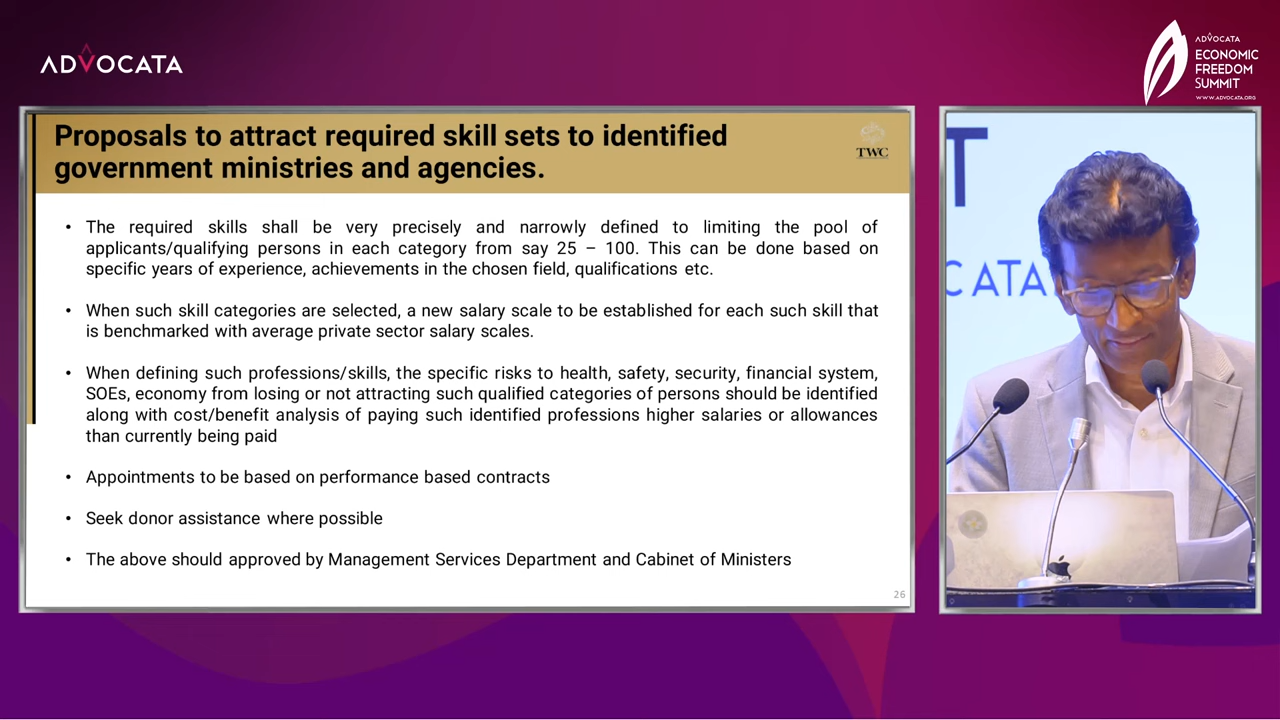 ADVOCATA
ADVOCATA
ECONOMIC
FREEDOM
SUMMIT
WWW.ADVOCATA.ORG
Proposals to attract required skill sets to identified
government ministries and agencies.
TWC
• The required skills shall be very precisely and narrowly defined to limiting the pool of
applicants/qualifying persons in each category from say 25 – 100. This can be done based on
specific years of experience, achievements in the chosen field, qualifications etc.
• When such skill categories are selected, a new salary scale to be established for each such skill that
is benchmarked with average private sector salary scales.
• When defining such professions/skills, the specific risks to health, safety, security, financial system,
SOEs, economy from losing or not attracting such qualified categories of persons should be identified
along with cost/benefit analysis of paying such identified professions higher salaries or allowances
than currently being paid
• Appointments to be based on performance based contracts
• Seek donor assistance where possible
• The above should approved by Management Services Department and Cabinet of Ministers
26
T
CATA